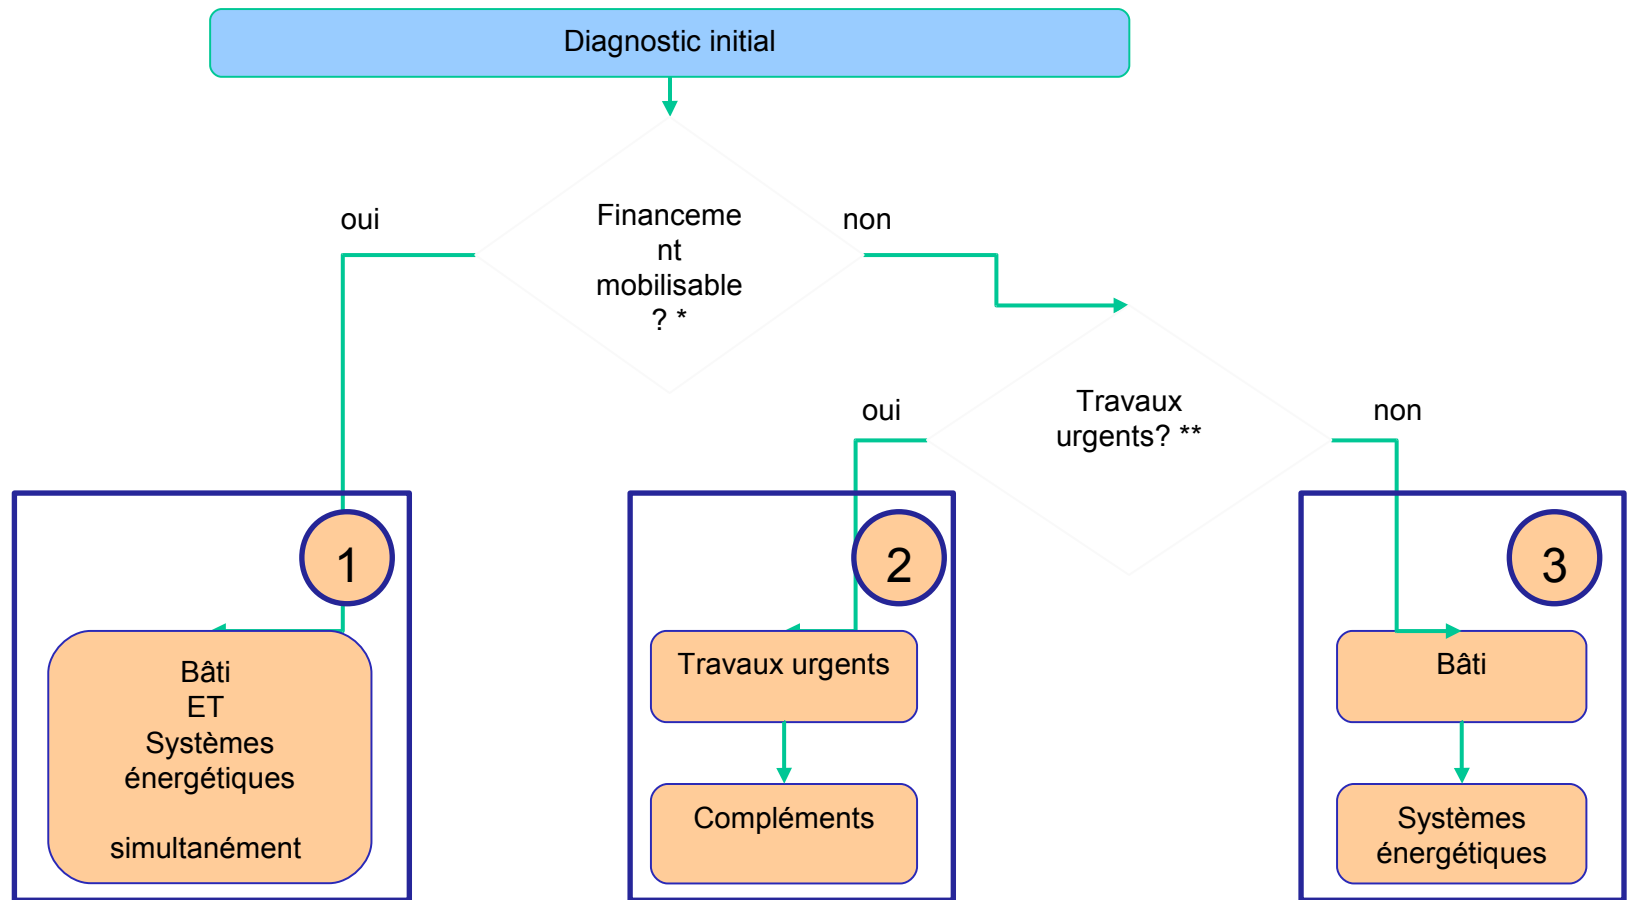 Diagnostic initial
oui
Financeme
nt
mobilisable
? *
non
oui
Travaux
urgents? **
non
1
2
3
Bâti
ET
Systèmes
énergétiques
simultanément
Travaux urgents
Compléments
Bâti
Systèmes
énergétiques